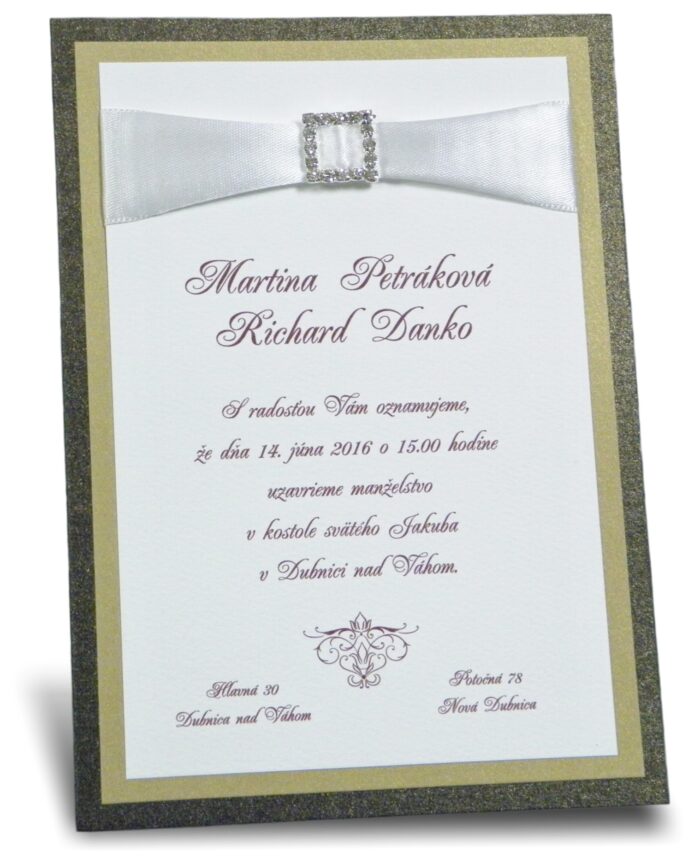 Martina Petráková
Richard Danko
S radosťou Vám oznamujeme,
že dňa 14. júna 2016 o 15.00 hodine
uzavrieme manželstvo
v kostole svätého Jakuba
v Dubnici nad Váhom.
Hlavná 30
Dubnica nad Váhom
Potočná 78
Nová Dubnica